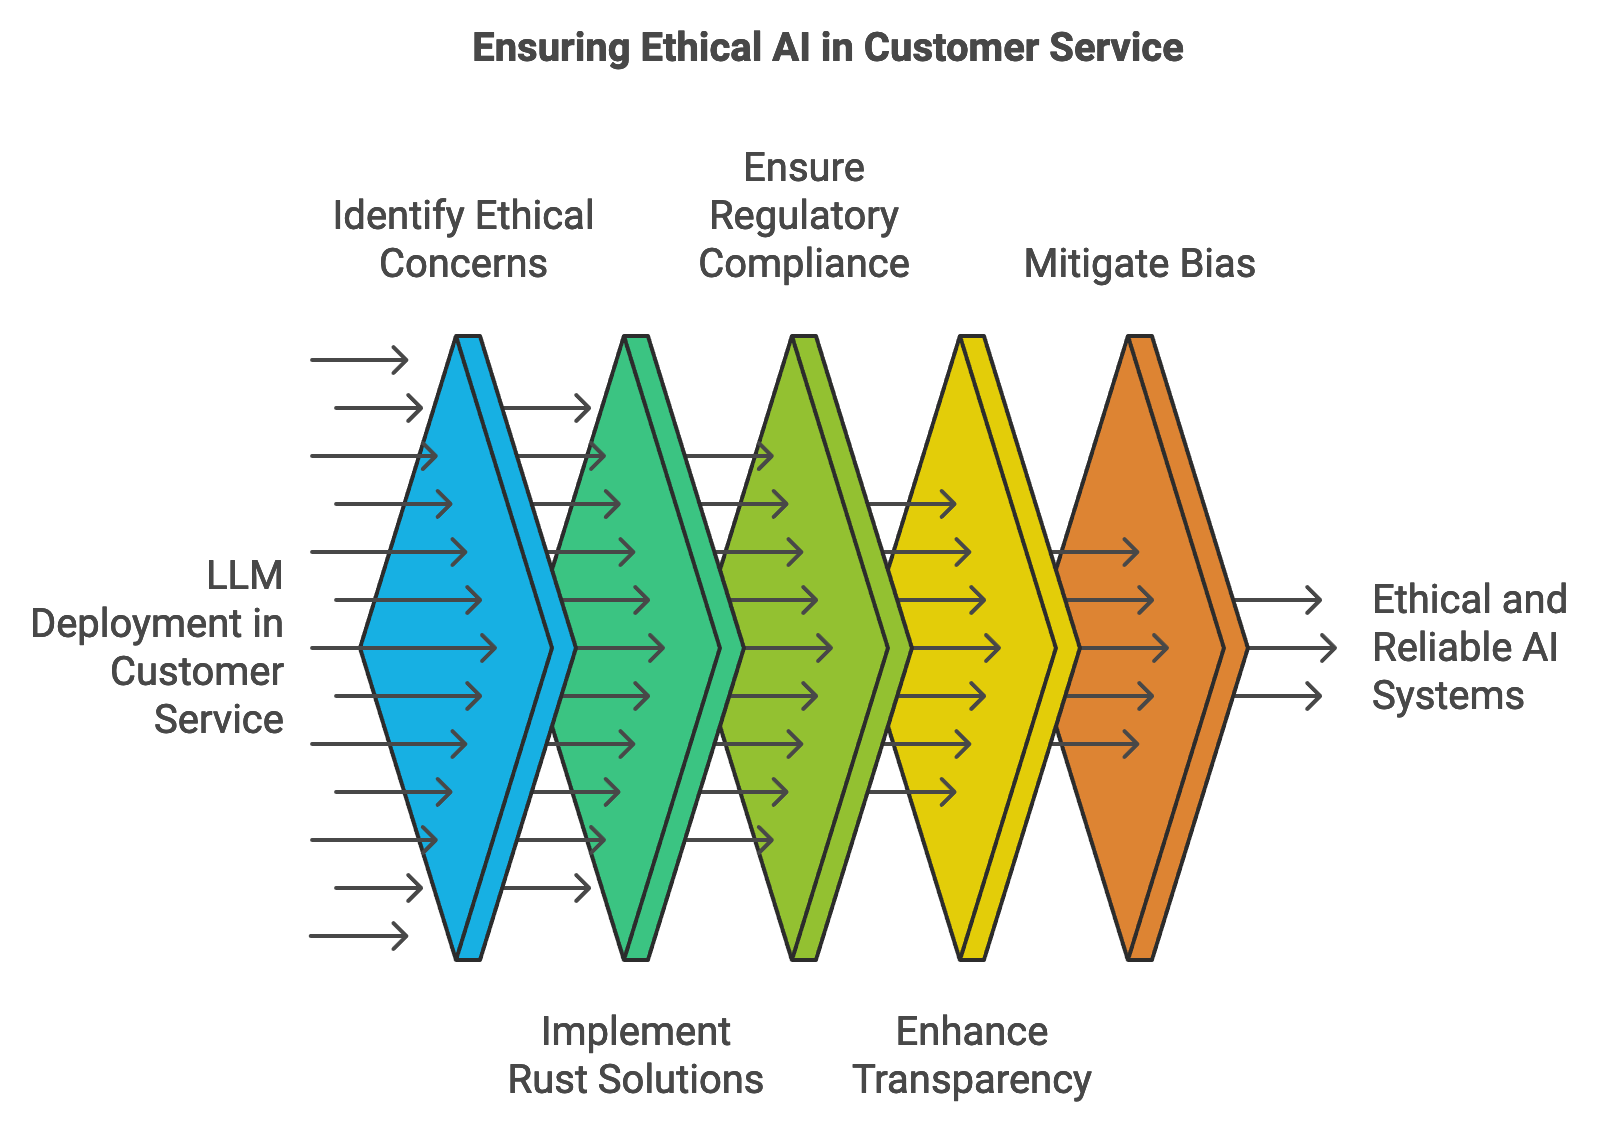 Ensuring Ethical AI in Customer Service
Identify Ethical
Concerns
Ensure
Regulatory
Compliance
Mitigate Bias
LLM
Deployment in
Customer
Service
Ethical and
Reliable AI
Systems
Implement
Rust Solutions
Enhance
Transparency